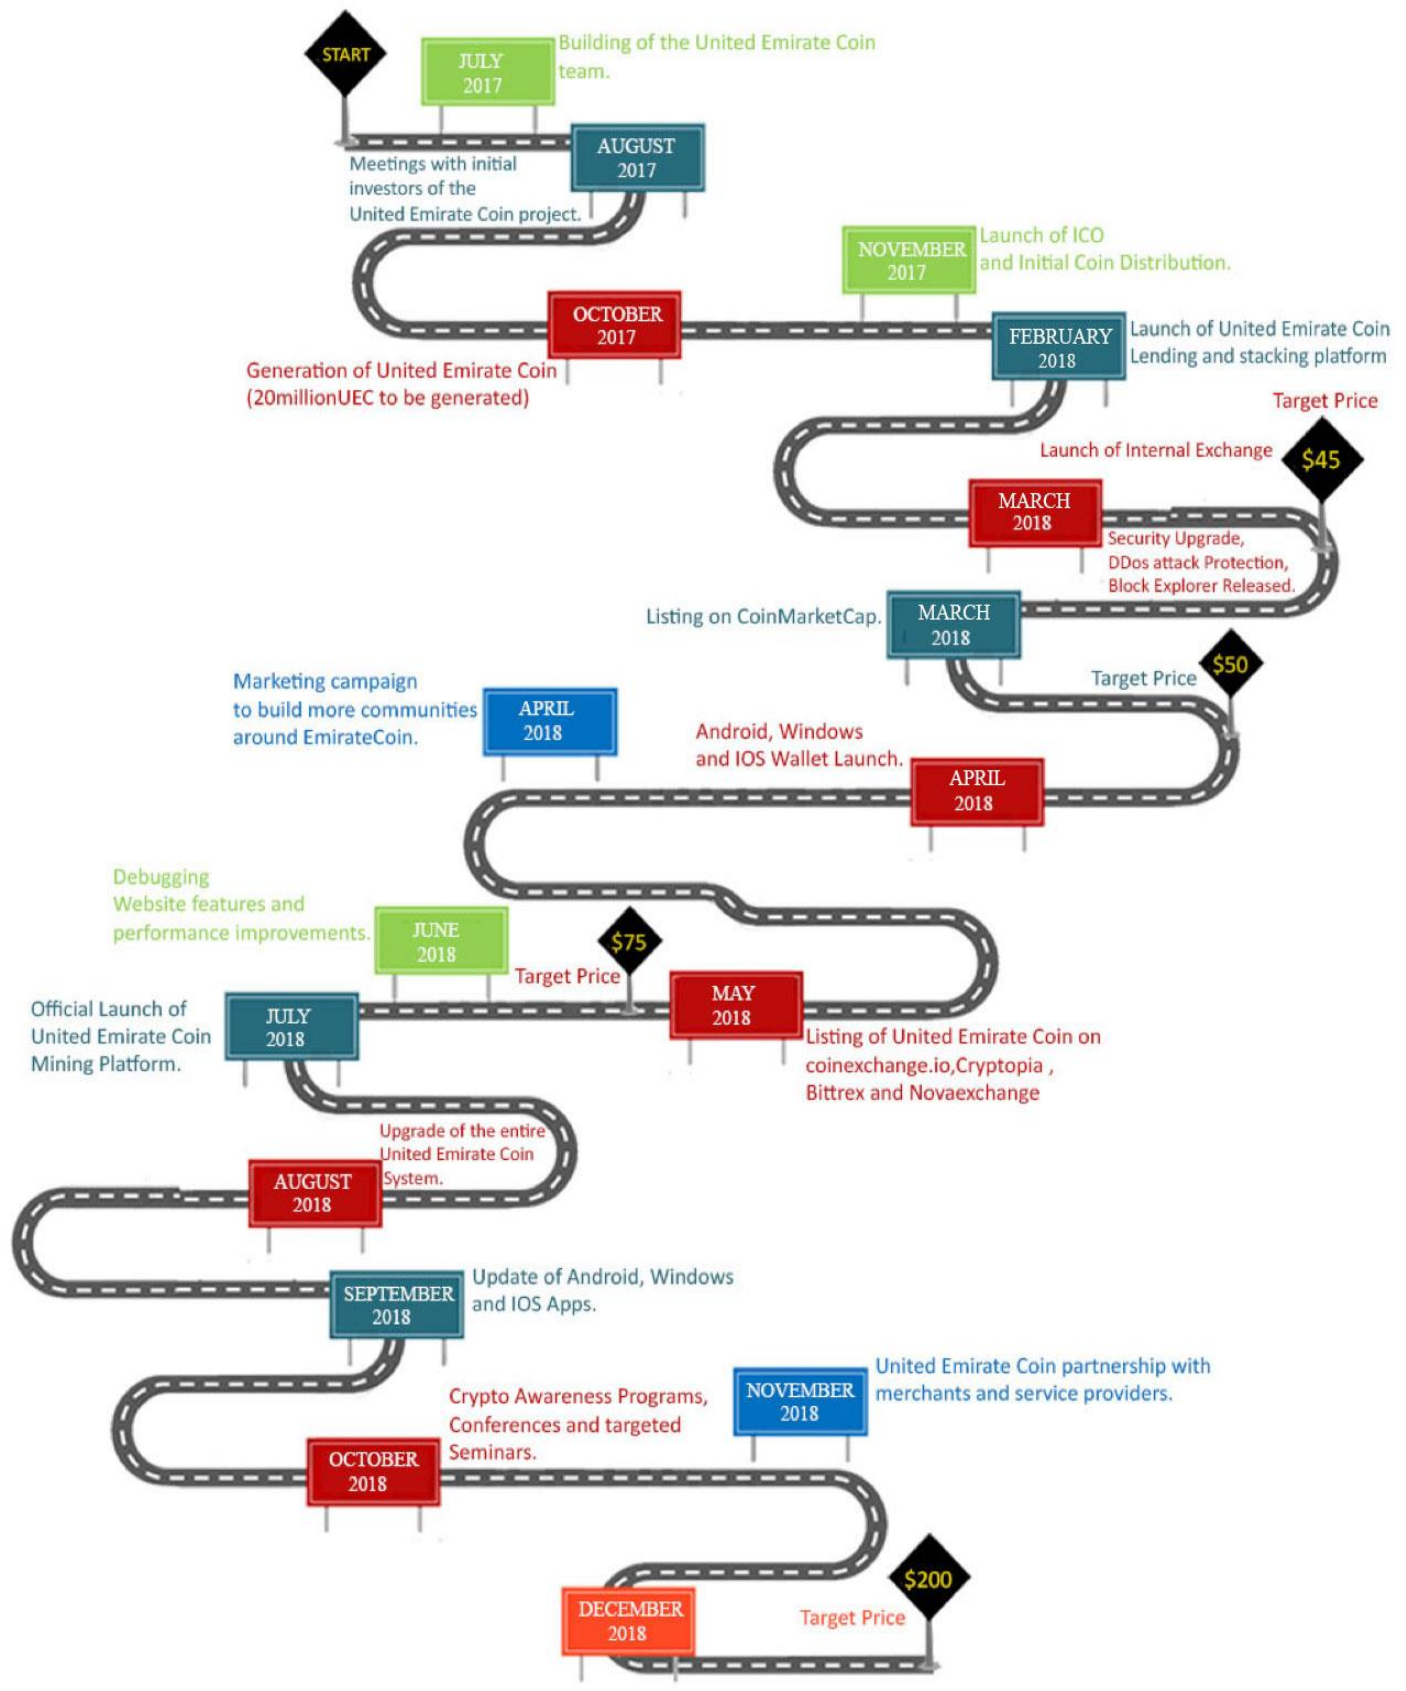 START
JULY
2017
Building of the United Emirate Coin
team.
AUGUST
2017
Meetings with initial
investors of the
United Emirate Coin project.
OCTOBER
2017
Generation of United Emirate Coin
(20millionUEC to be generated)
NOVEMBER
2017
Launch of ICO
and Initial Coin Distribution.
FEBRUARY
2018
Launch of United Emirate Coin
Lending and stacking platform
Target Price
$45
Launch of Internal Exchange
MARCH
2018
Security Upgrade,
DDos attack Protection,
Block Explorer Released.
Listing on CoinMarketCap.
MARCH
2018
Target Price
$50
Android, Windows
and IOS Wallet Launch.
APRIL
2018
Marketing campaign
to build more communities
around EmirateCoin.
APRIL
2018
MAY
2018
Listing of United Emirate Coin on
coinexchange.io,Cryptopia ,
Bittrex and Novaexchange
$75
Target Price
Debugging
Website features and
performance improvements.
JUNE
2018
Official Launch of
United Emirate Coin
Mining Platform.
JULY
2018
Upgrade of the entire
United Emirate Coin
System.
AUGUST
2018
SEPTEMBER
2018
Update of Android, Windows
and IOS Apps.
Crypto Awareness Programs,
Conferences and targeted
Seminars.
OCTOBER
2018
NOVEMBER
2018
United Emirate Coin partnership with
merchants and service providers.
DECEMBER
2018
Target Price
$200